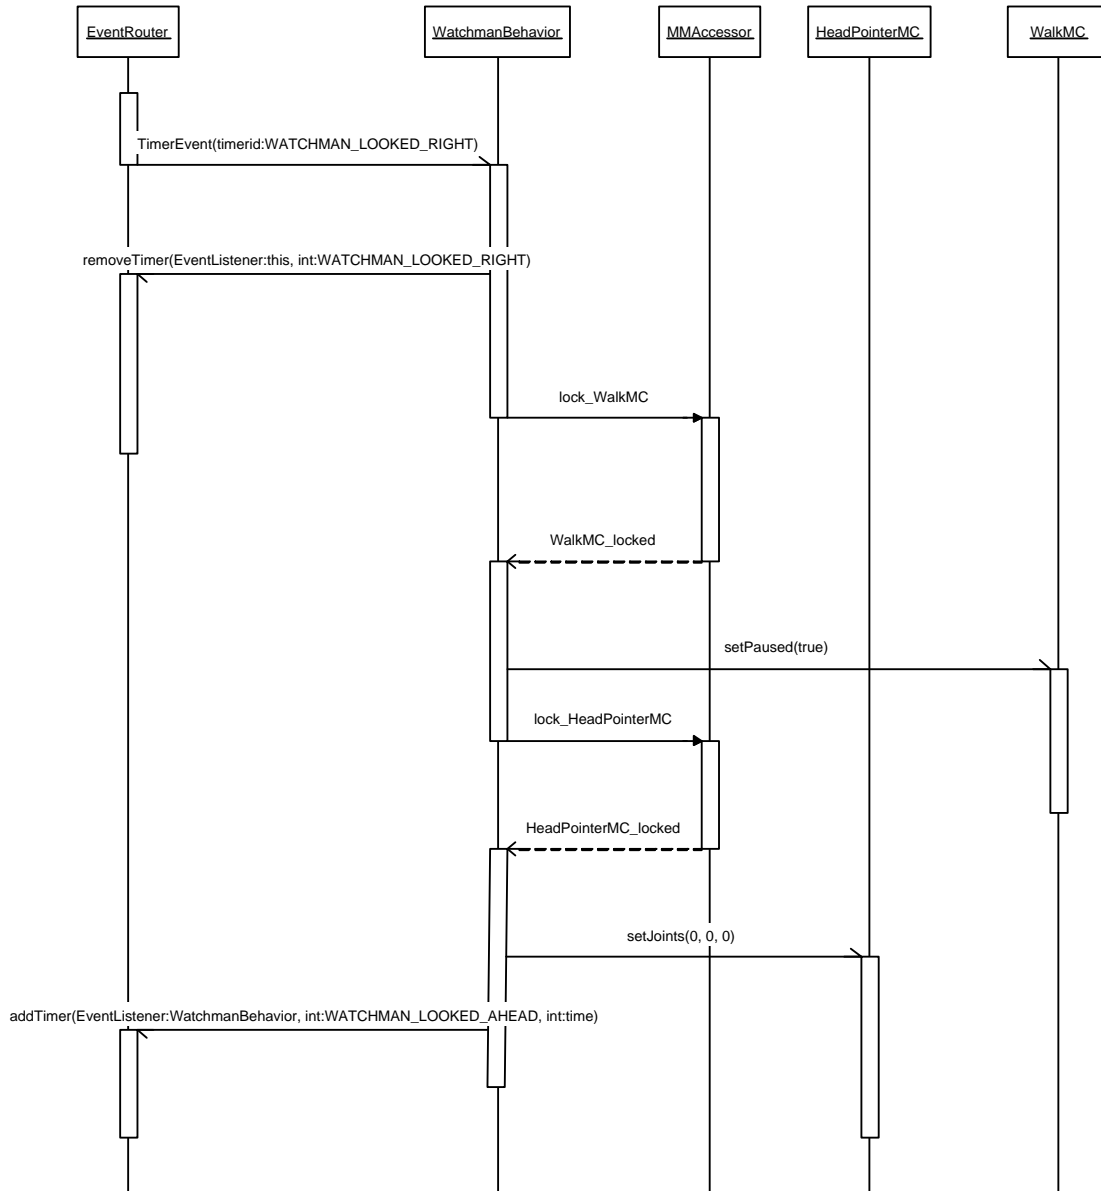 EventRouter
WatchmanBehavior
MMAccessor
HeadPointerMC
WalkMC
TimerEvent(timerid:WATCHMAN_LOOKED_RIGHT)
removeTimer(EventListener:this, int:WATCHMAN_LOOKED_RIGHT)
lock_WalkMC
WalkMC_locked
setPaused(true)
lock_HeadPointerMC
HeadPointerMC_locked
setJoints(0, 0, 0)
addTimer(EventListener:WatchmanBehavior, int:WATCHMAN_LOOKED_AHEAD, int:time)